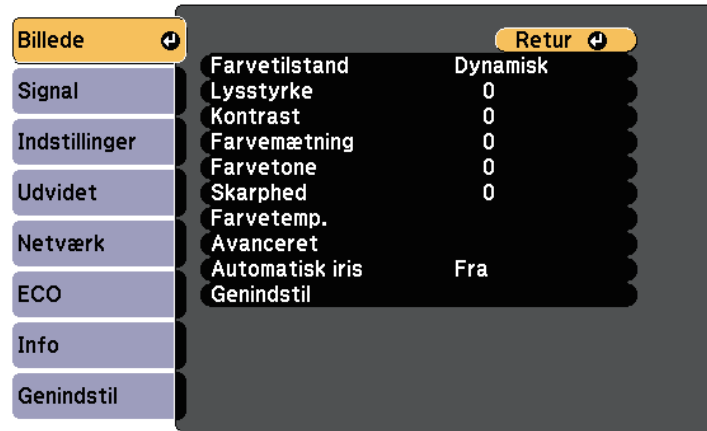 Billede
Signal
Indstillinger
Udvidet
Netværk
ECO
Info
Genindstil
Retur
Farvetilstand Dynamisk
Lysstyrke 0
Kontrast 0
Farvemætning 0
Farvetone 0
Skarphed 0
Farvetemp.
Avanceret
Automatisk iris Fra
Genindstil